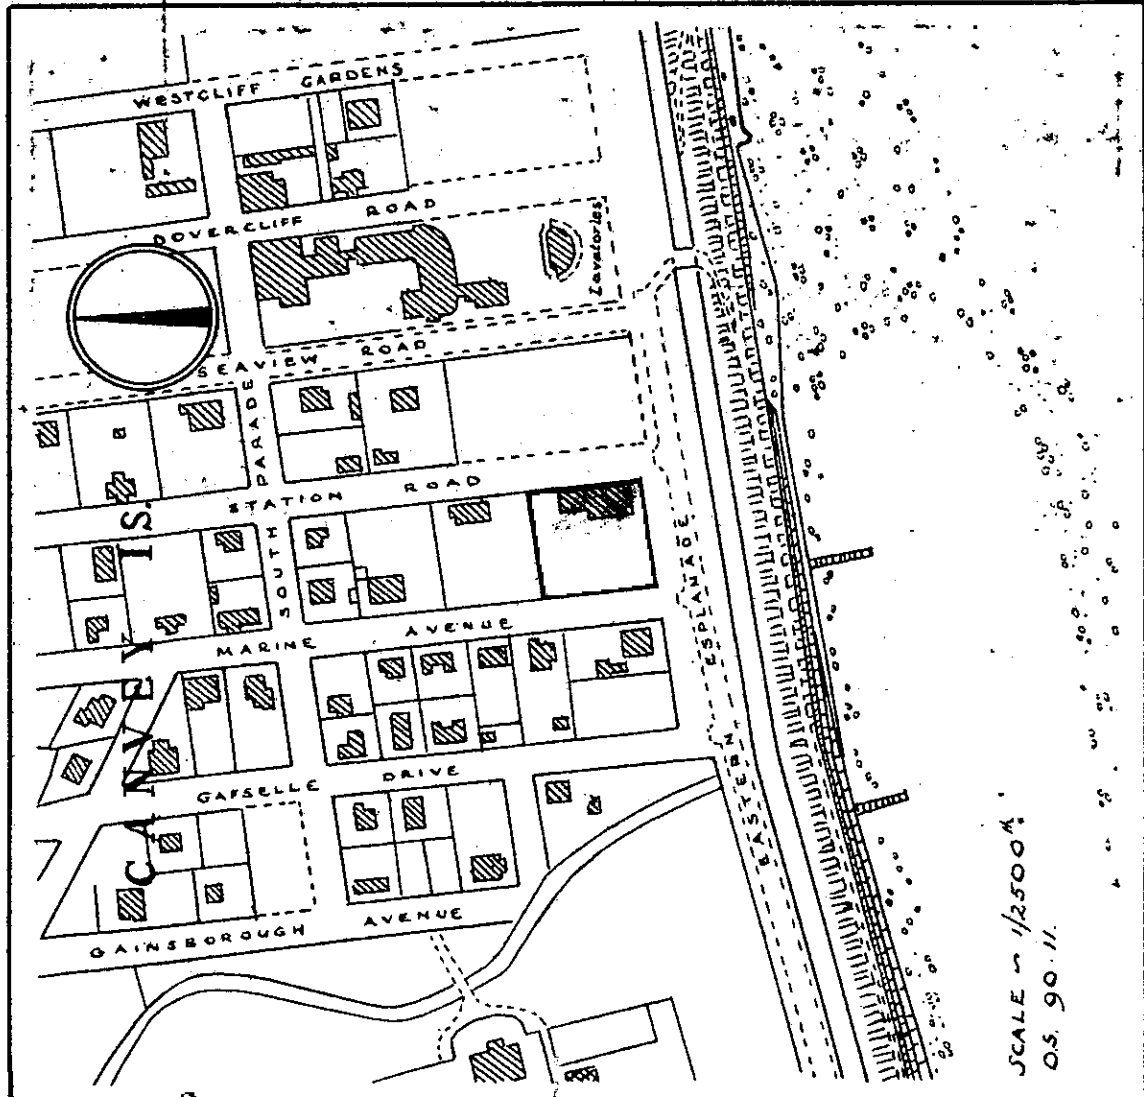 WESTCLIFF GARDENS
DOVERCLIFF ROAD
Lavatories
SEAVIEW ROAD
SOUTH PARADE
STATION ROAD
CANVEY IS.
MARINE AVENUE
EASTERN ESPLANADE
GAFSELLE DRIVE
GAINSBOROUGH AVENUE
SCALE ~ 1/2500th
O.S. 90.11.